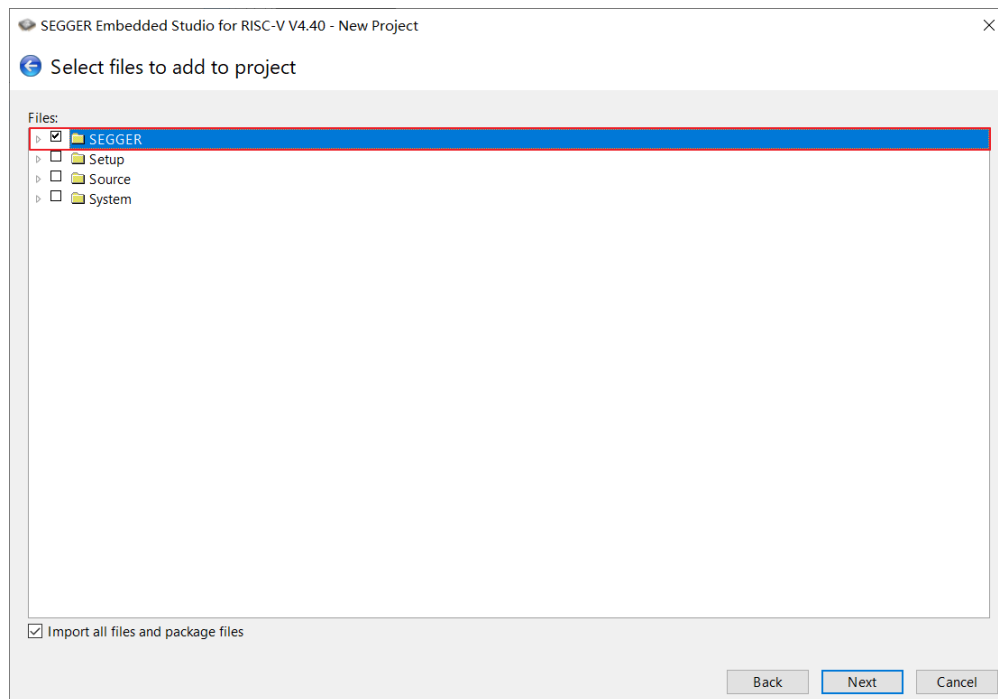 SEGGER Embedded Studio for RISC-V V4.40 - New Project
Select files to add to project
Files:
SEGGER
Setup
Source
System
Import all files and package files
Back Next Cancel